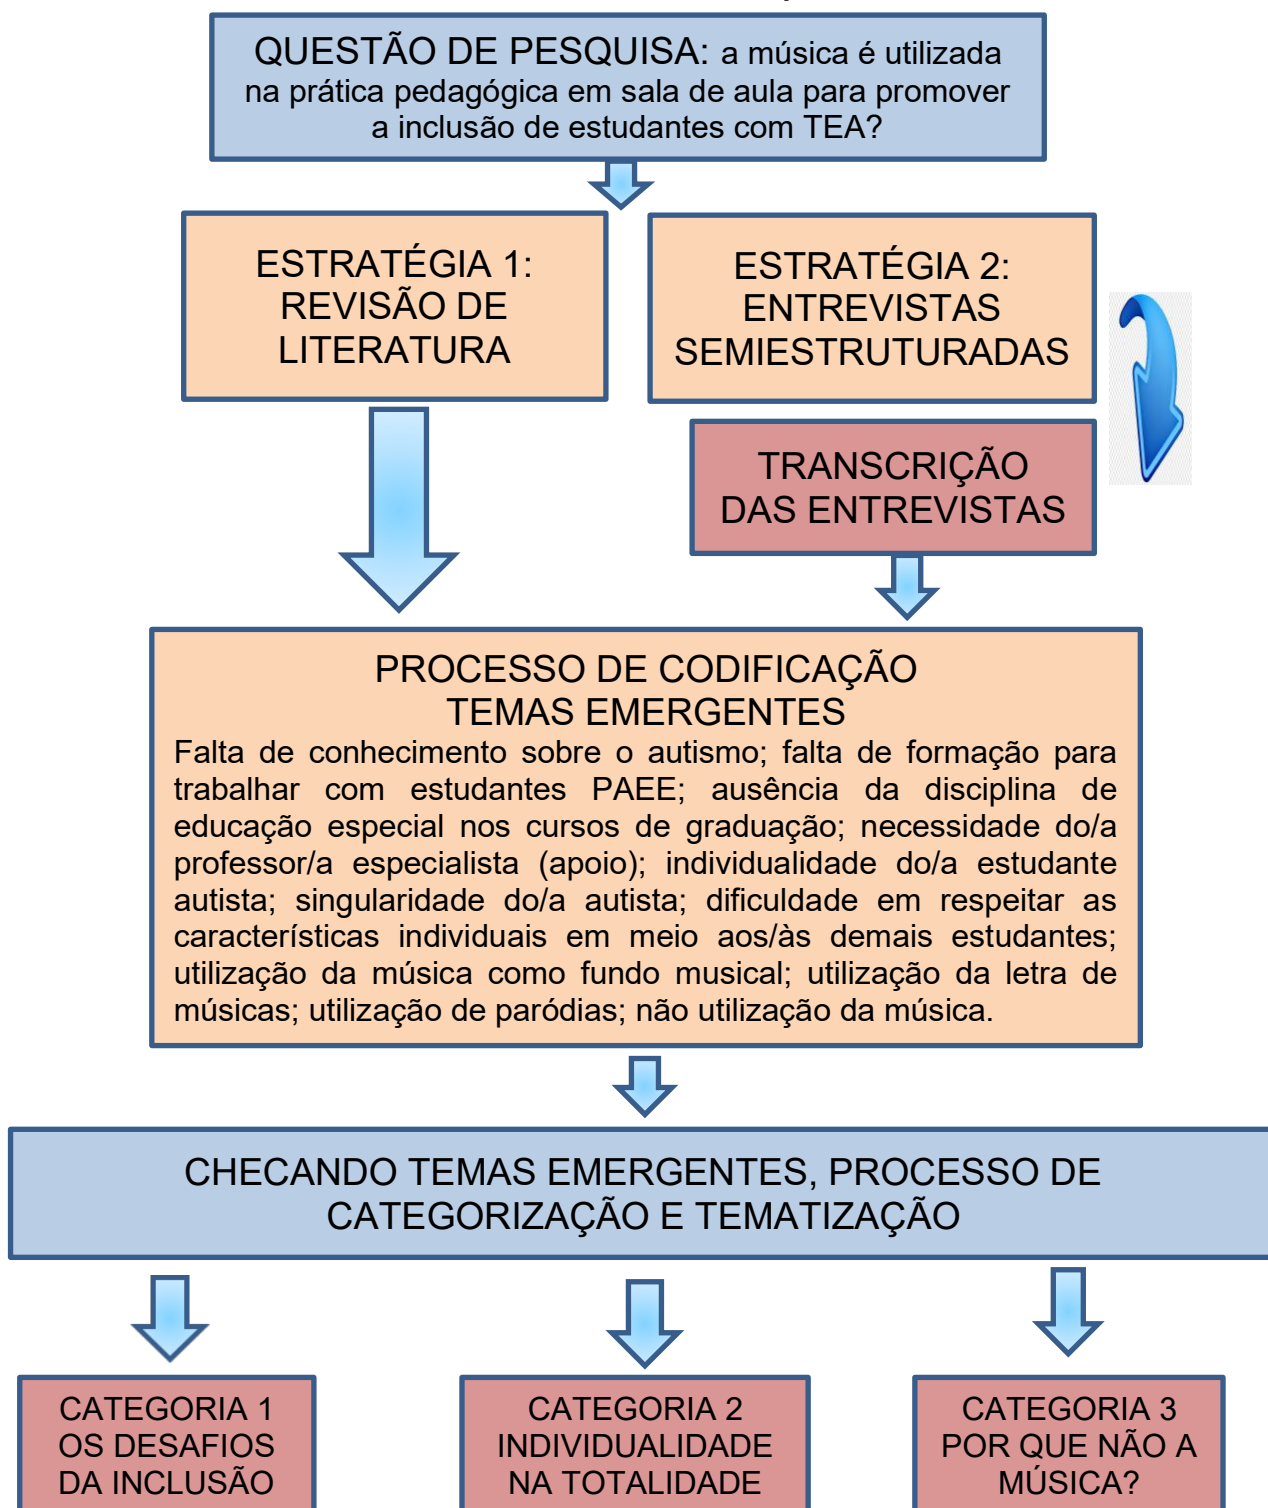 QUESTÃO DE PESQUISA: a música é utilizada
na prática pedagógica em sala de aula para promover
a inclusão de estudantes com TEA?
ESTRATÉGIA 1:
REVISÃO DE
LITERATURA
ESTRATÉGIA 2:
ENTREVISTAS
SEMIESTRUTURADAS
TRANSCRIÇÃO
DAS ENTREVISTAS
PROCESSO DE CODIFICAÇÃO
TEMAS EMERGENTES
Falta de conhecimento sobre o autismo; falta de formação para
trabalhar com estudantes PAEE; ausência da disciplina de
educação especial nos cursos de graduação; necessidade do/a
professor/a especialista (apoio); individualidade do/a estudante
autista; singularidade do/a autista; dificuldade em respeitar as
características individuais em meio aos/às demais estudantes;
utilização da música como fundo musical; utilização da letra de
músicas; utilização de paródias; não utilização da música.
CHECANDO TEMAS EMERGENTES, PROCESSO DE
CATEGORIZAÇÃO E TEMATIZAÇÃO
CATEGORIA 1
OS DESAFIOS
DA INCLUSÃO
CATEGORIA 2
INDIVIDUALIDADE
NA TOTALIDADE
CATEGORIA 3
POR QUE NÃO A
MÚSICA?